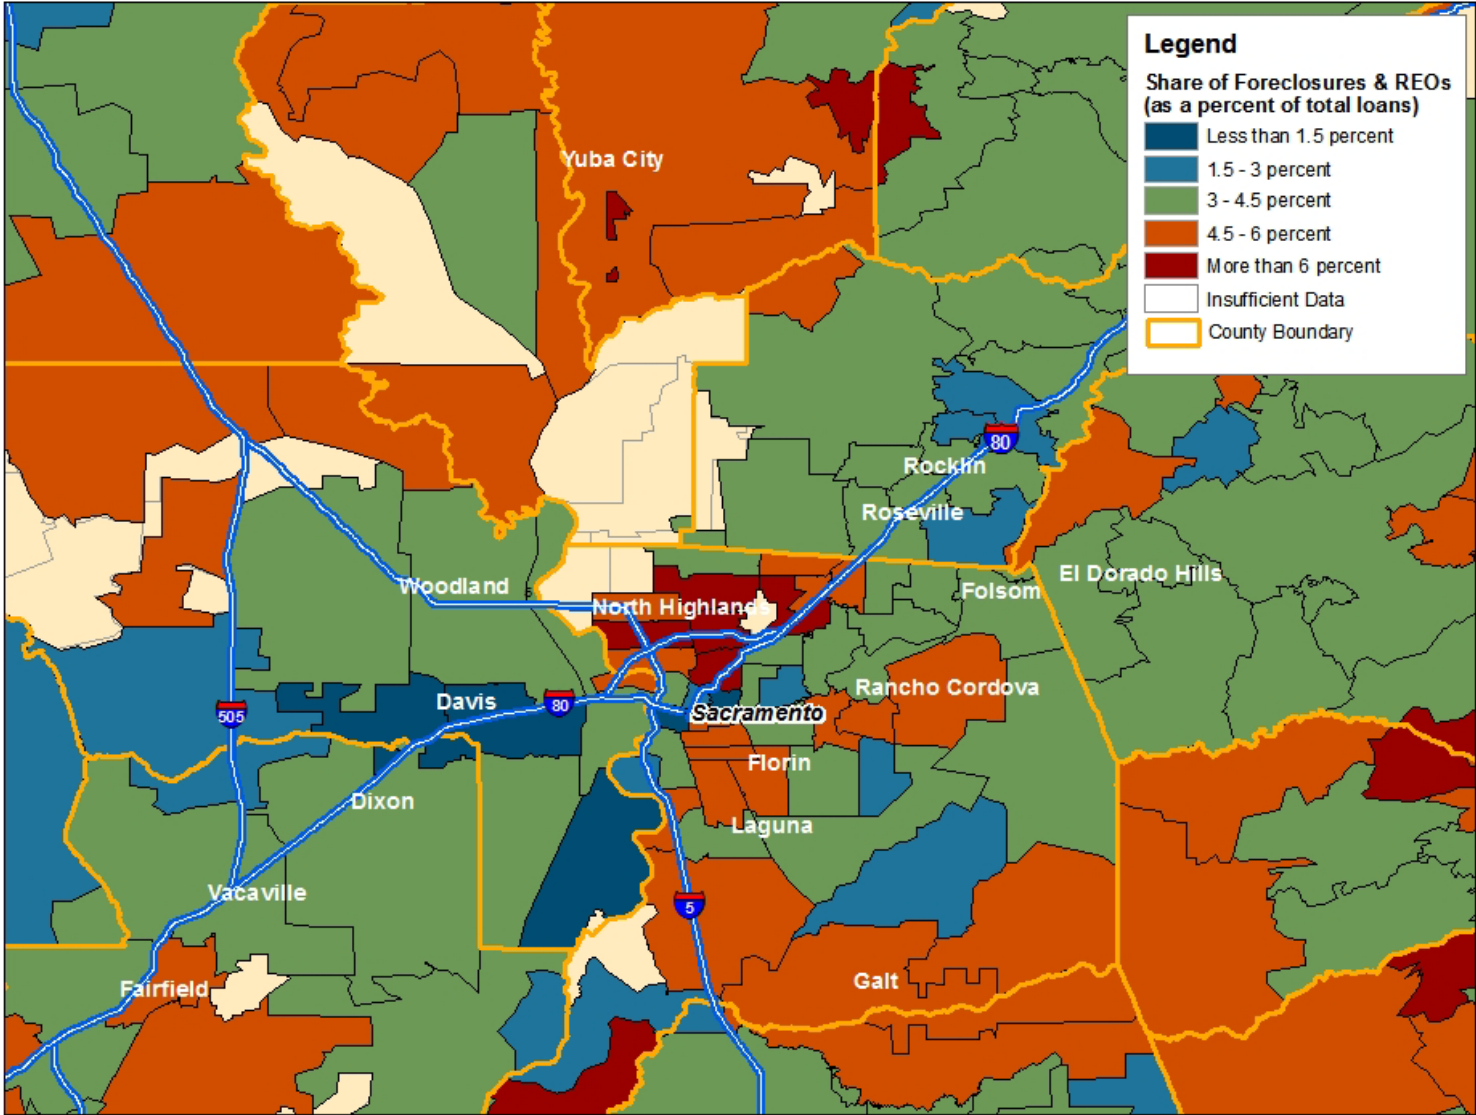 Legend
Share of Foreclosures & REOs
(as a percent of total loans)
Less than 1.5 percent
1.5 - 3 percent
3 - 4.5 percent
4.5 - 6 percent
More than 6 percent
Insufficient Data
County Boundary
Yuba City
80
Rocklin
Roseville
El Dorado Hills
Folsom
Woodland
North Highlands
Rancho Cordova
Davis
80
505
Sacramento
Florin
Dixon
Laguna
Vacaville
5
Galt
Fairfield